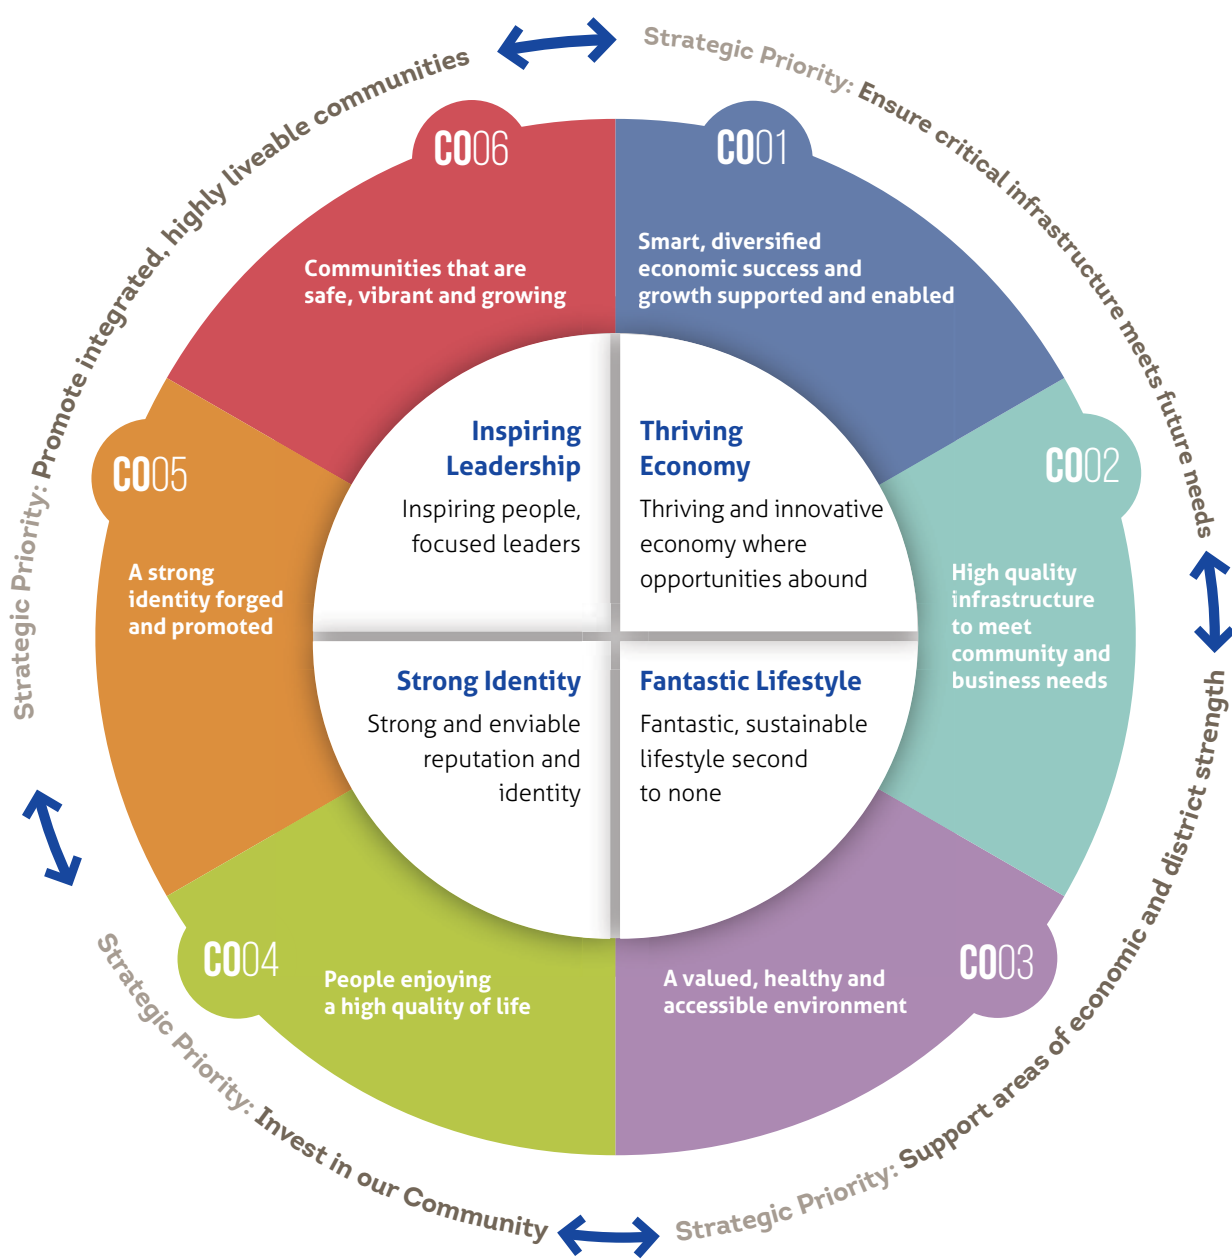 Strategic Priority: Ensure critical infrastructure meets future needs
Strategic Priority: Support areas of economic and district strength
Strategic Priority: Invest in our Community
Strategic Priority: Promote integrated, highly liveable communities
CO01
Smart, diversified
economic success and
growth supported and enabled
CO02
High quality
infrastructure
to meet
community and
business needs
CO03
A valued, healthy and
accessible environment
CO04
People enjoying
a high quality of life
CO05
A strong
identity forged
and promoted
CO06
Communities that are
safe, vibrant and growing
Inspiring
Leadership
Inspiring people,
focused leaders
Thriving
Economy
Thriving and innovative
economy where
opportunities abound
Strong Identity
Strong and enviable
reputation and
identity
Fantastic Lifestyle
Fantastic, sustainable
lifestyle second
to none